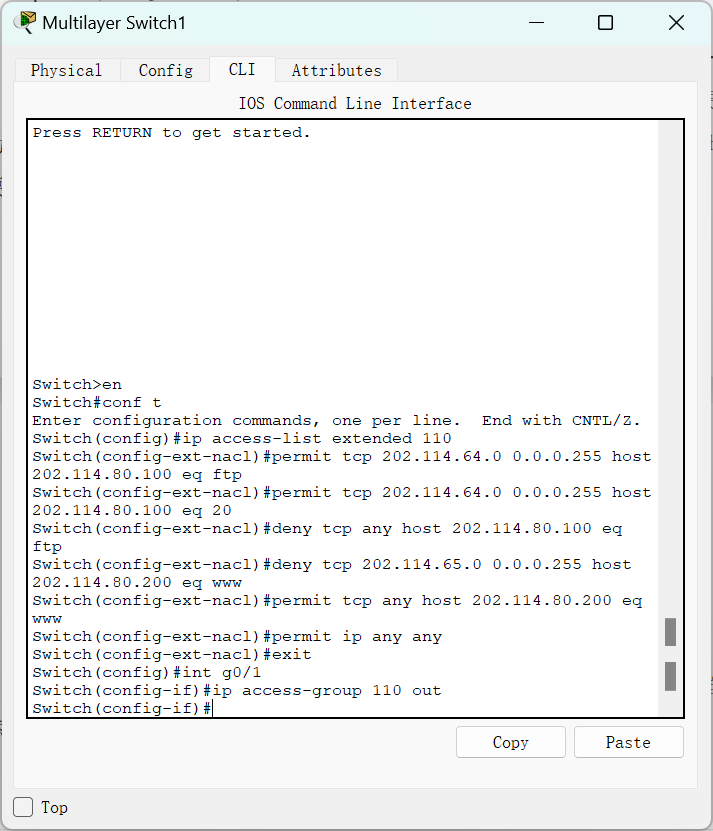 Multilayer Switch1
Physical Config CLI Attributes
IOS Command Line Interface
Press RETURN to get started.
Switch>en
Switch#conf t
Enter configuration commands, one per line.  End with CNTL/Z.
Switch(config)#ip access-list extended 110
Switch(config-ext-nacl)#permit tcp 202.114.64.0 0.0.0.255 host
202.114.80.100 eq ftp
Switch(config-ext-nacl)#permit tcp 202.114.64.0 0.0.0.255 host
202.114.80.100 eq 20
Switch(config-ext-nacl)#deny tcp any host 202.114.80.100 eq
ftp
Switch(config-ext-nacl)#deny tcp 202.114.65.0 0.0.0.255 host
202.114.80.200 eq www
Switch(config-ext-nacl)#permit tcp any host 202.114.80.200 eq
www
Switch(config-ext-nacl)#permit ip any any
Switch(config-ext-nacl)#exit
Switch(config)#int g0/1
Switch(config-if)#ip access-group 110 out
Switch(config-if)#
Copy Paste
Top